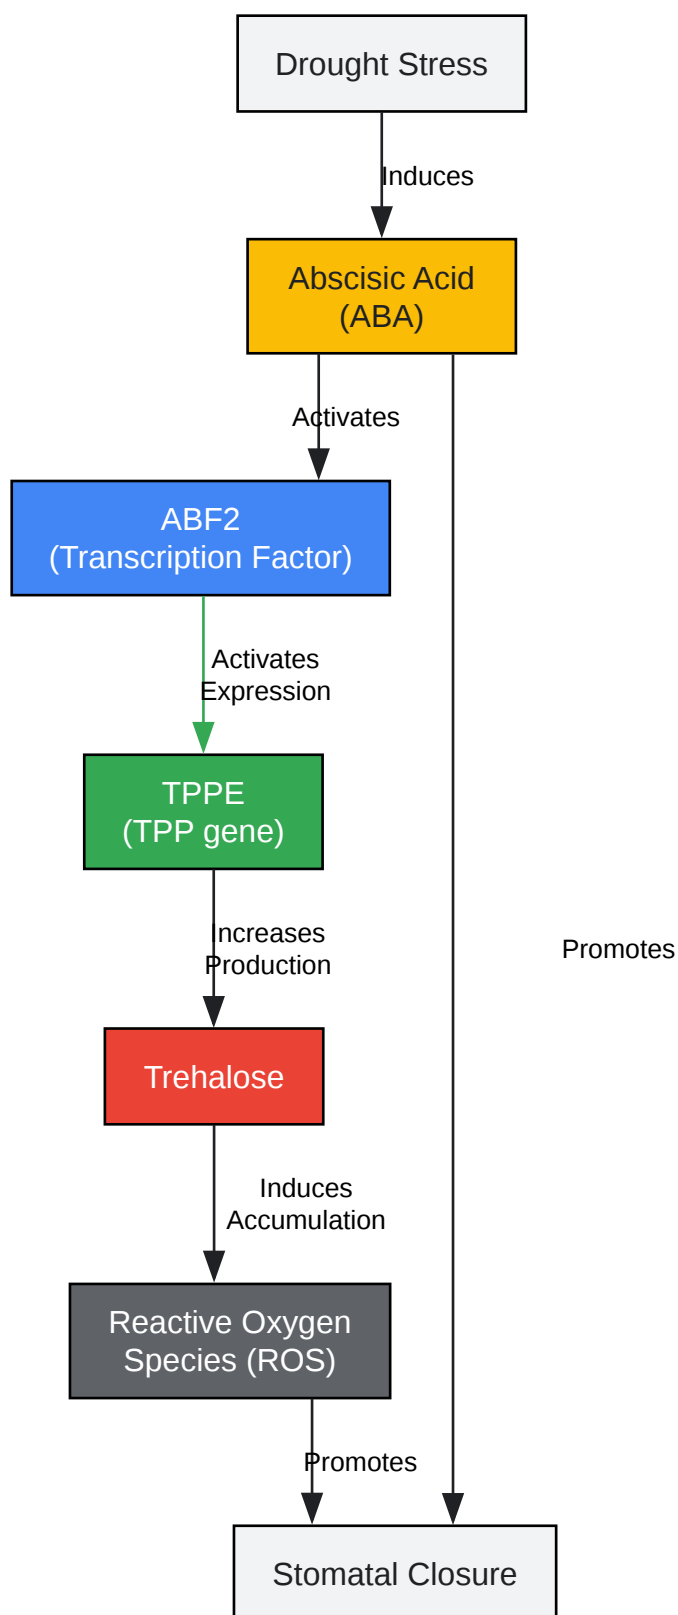 Drought Stress
Induces
Abscisic Acid
(ABA)
Activates
ABF2
(Transcription Factor)
Activates
Expression
TPPE
(TPP gene)
Increases
Production
Promotes
Trehalose
Induces
Accumulation
Reactive Oxygen
Species (ROS)
Promotes
Stomatal Closure